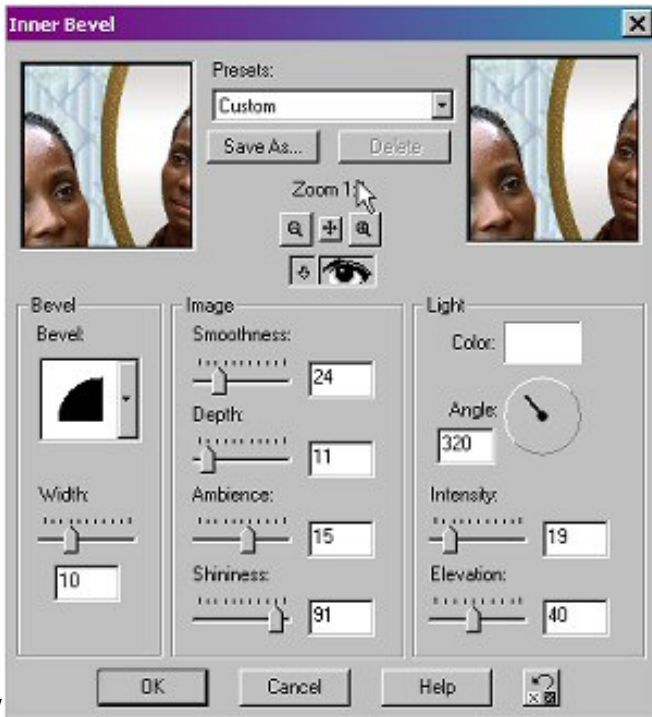 Inner Bevel
Presets:
Custom
Save As...
Delete
Zoom 1:
Bevel
Bevel:
Width:
10
Image
Smoothness:
24
Depth:
11
Ambience:
15
Shininess:
91
Light
Color:
Angle:
320
Intensity:
19
Elevation:
40
OK
Cancel
Help